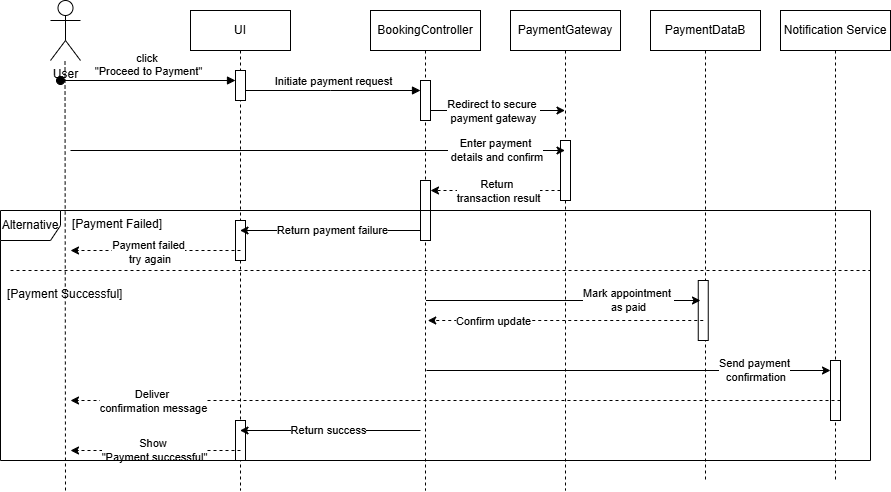 UI
BookingController
PaymentGateway
PaymentDataB
Notification Service
User
click
"Proceed to Payment"
Initiate payment request
Redirect to secure
payment gateway
Enter payment
details and confirm
Return
transaction result
Alternative
[Payment Failed]
Return payment failure
Payment failed
try again
[Payment Successful]
Mark appointment
as paid
Confirm update
Send payment
confirmation
Deliver
confirmation message
Return success
Show
"Payment successful"